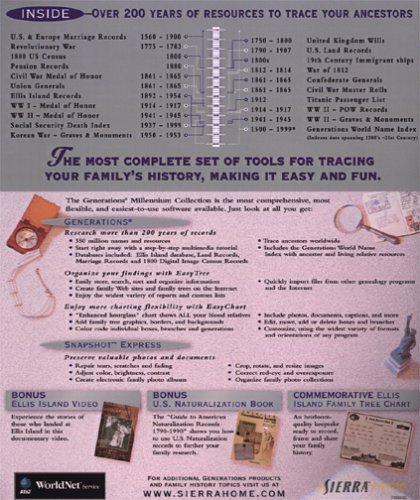 INSIDE — OVER 200 YEARS OF RESOURCES TO TRACE YOUR ANCESTORS
U.S. & Europe Marriage Records 1560 - 1900
Revolutionary War 1775 - 1783
1800 US Census 1800
Pension Records 1800
Civil War Medal of Honor 1861 - 1865
Union Generals 1861 - 1865
Ellis Island Records 1892 - 1954
WW I - Medal of Honor 1914 - 1917
WW II - Medal of Honor 1941 - 1945
Social Security Death Index 1937 - 1999
Korean War - Graves & Monuments 1950 - 1953
1750 - 1800 United Kingdom Wills
1790 - 1907 U.S. Land Records
1800s 19th Century Immigrant ships
1812 - 1814 War of 1812
1861 - 1865 Confederate Generals
1861 - 1865 Civil War Muster Rolls
1912 Titanic Passenger List
1914 - 1917 WW II - POW Records
1941 - 1945 WW II - Graves & Monuments
1500 - 1999* Generations World Name Index
(Indexes data spanning 1500's -21st Century)
THE MOST COMPLETE SET OF TOOLS FOR TRACING
YOUR FAMILY'S HISTORY, MAKING IT EASY AND FUN.
The Generations® Millennium Collection is the most comprehensive, most
flexible, and easiest-to-use software available. Just look at all you get:
GENERATIONS®
Research more than 200 years of records
• 350 million names and resources
• Start right away with a step-by-step multimedia tutorial
• Databases included: Ellis Island database, Land Records,
Marriage Records and 1800 Digital Image Census Records
• Trace ancestors worldwide
• Includes the Generations World Name
Index with ancestor and living relative resources
Organize your findings with EasyTree
• Easily store, search, sort and organize information
• Create family Web sites and family trees on the Internet
• Enjoy the widest variety of reports and custom lists
• Quickly import files from other genealogy programs
and the Internet
Enjoy more charting flexibility with EasyChart
• "Enhanced hourglass" chart shows ALL your blood relatives
• Add family tree graphics, borders, and backgrounds
• Color code individual boxes, branches and generations
• Include photos, documents, captions, and more
• Edit, move, add or delete boxes and branches
• Customize, using the widest variety of formats
and orientations of any program
SNAPSHOT™ EXPRESS
Preserve valuable photos and documents
• Repair tears, scratches and fading
• Adjust color, brightness, contrast
• Create electronic family photo albums
• Crop, rotate, and resize images
• Correct red-eye and overexposure
• Organize family photo collections
BONUS
ELLIS ISLAND VIDEO
Experience the stories of
those who landed at
Ellis Island in this
documentary video.
BONUS
U.S. NATURALIZATION BOOK
The "Guide to American
Naturalization Records
1790-1990" shows you how
to use U.S. Naturalization
records to further your
family research.
COMMEMORATIVE ELLIS
ISLAND FAMILY TREE CHART
An heirloom-
quality keepsake
ready to record,
frame and share
your family
history.
AT&T
WorldNet Service
FOR ADDITIONAL GENERATIONS PRODUCTS
AND FAMILY HISTORY TOPICS VISIT US AT
WWW.SIERRAHOME.COM
SIERRA